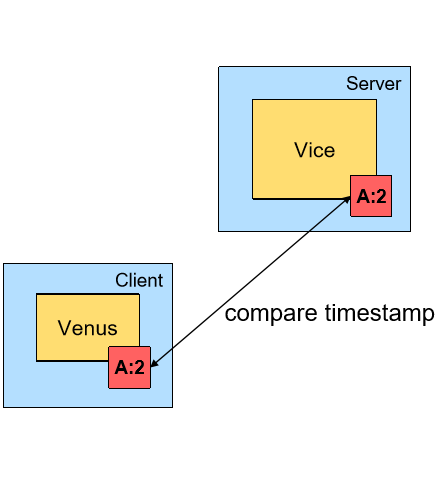 Server
Vice
A:2
Client
compare timestamp
Venus
A:2